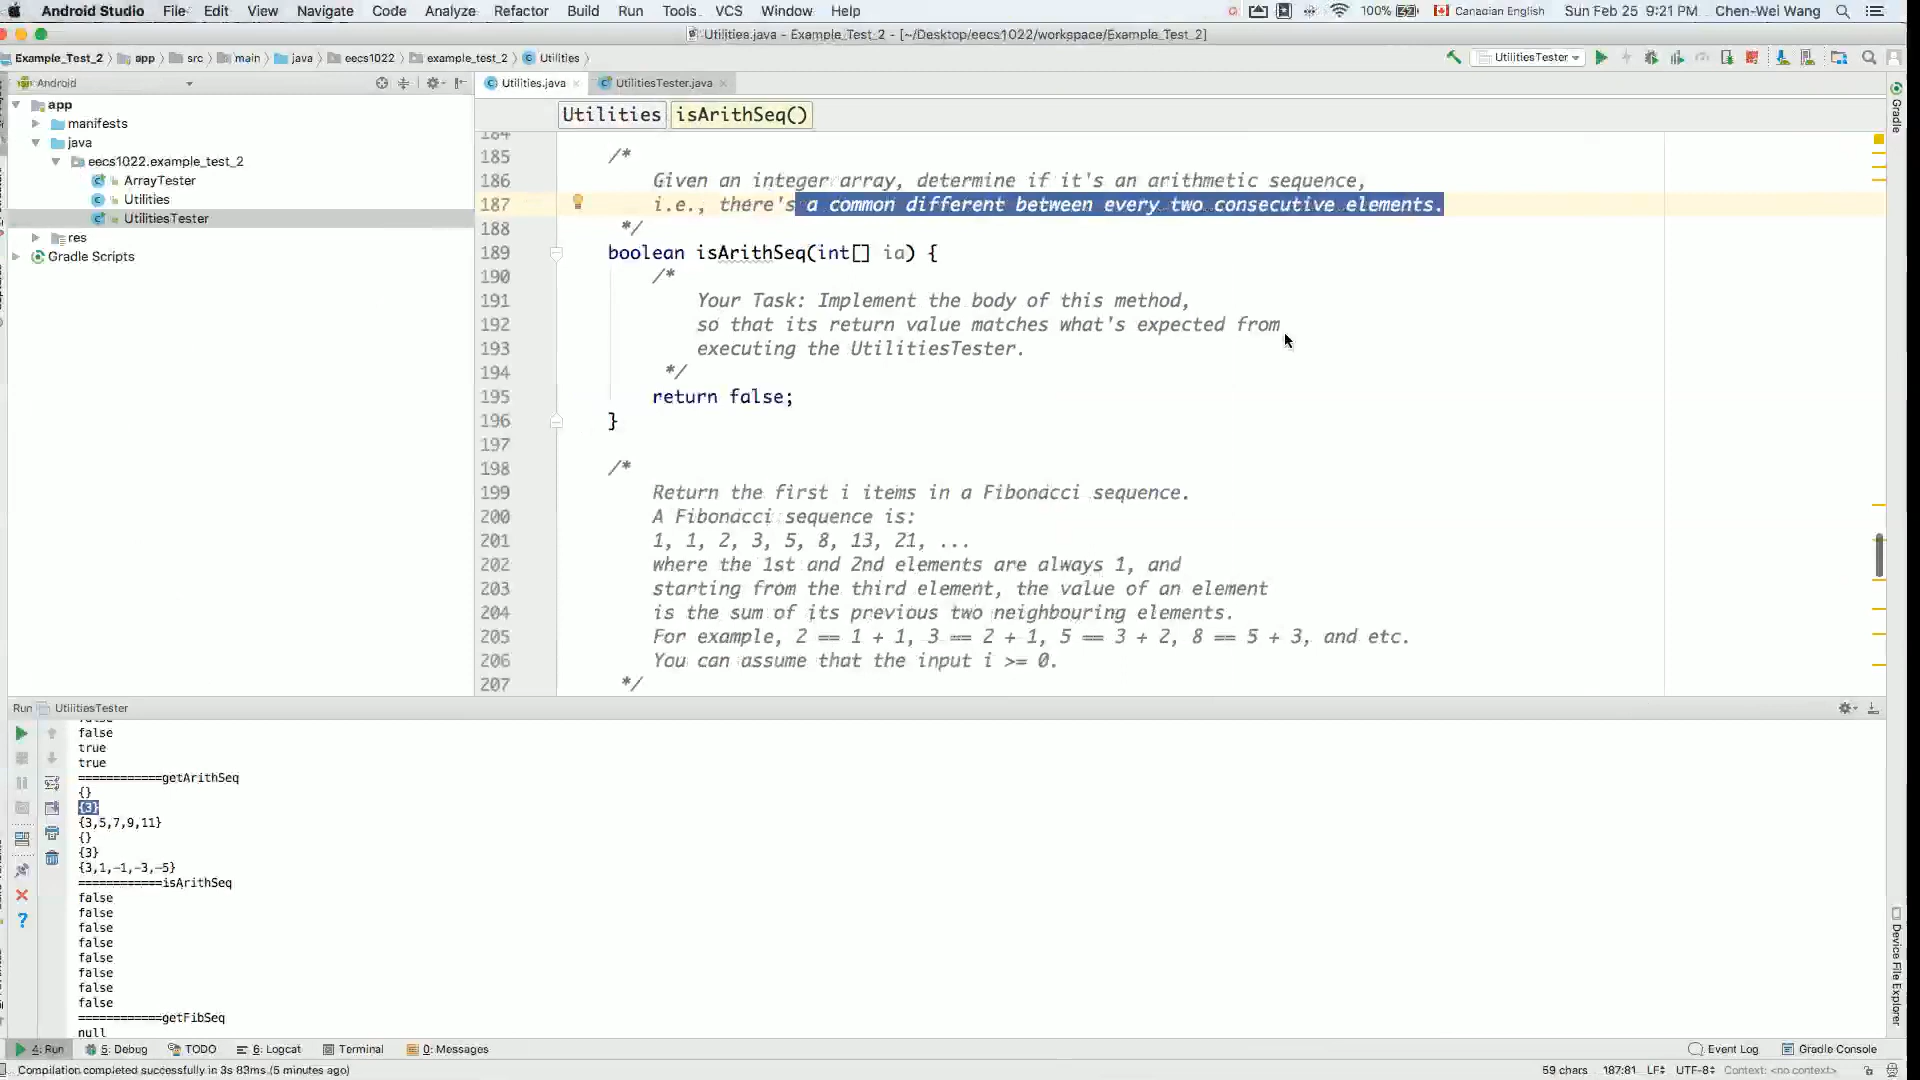 Android Studio File Edit View Navigate Code Analyze Refactor Build Run Tools VCS Window Help 100% Canadian English Sun Feb 25 9:21 PM Chen-Wei Wang
Utilities.java - Example_Test_2 - [~/Desktop/eecs1022/workspace/Example_Test_2]
Example_Test_2 app src main java eecs1022 example_test_2 Utilities UtilitiesTester
Android Utilities.java UtilitiesTester.java
Utilities isArithSeq()
app
manifests
java
eecs1022.example_test_2
ArrayTester
Utilities
UtilitiesTester
res
Gradle Scripts
184
185 /*
186 Given an integer array, determine if it's an arithmetic sequence,
187 i.e., there's a common different between every two consecutive elements.
188 */
189 boolean isArithSeq(int[] ia) {
190 /*
191 Your Task: Implement the body of this method,
192 so that its return value matches what's expected from
193 executing the UtilitiesTester.
194 */
195 return false;
196 }
197
198 /*
199 Return the first i items in a Fibonacci sequence.
200 A Fibonacci sequence is:
201 1, 1, 2, 3, 5, 8, 13, 21, ...
202 where the 1st and 2nd elements are always 1, and
203 starting from the third element, the value of an element
204 is the sum of its previous two neighbouring elements.
205 For example, 2 == 1 + 1, 3 == 2 + 1, 5 == 3 + 2, 8 == 5 + 3, and etc.
206 You can assume that the input i >= 0.
207 */
Gradle
Device File Explorer
Run UtilitiesTester
false
false
true
true
============getArithSeq
{}
{3}
{3,5,7,9,11}
{}
{3}
{3,1,-1,-3,-5}
============isArithSeq
false
false
false
false
false
false
false
false
============getFibSeq
null
4: Run 5: Debug TODO 6: Logcat Terminal 0: Messages Event Log Gradle Console
Compilation completed successfully in 3s 83ms (5 minutes ago) 59 chars 187:81 LF UTF-8 Context: <no context>